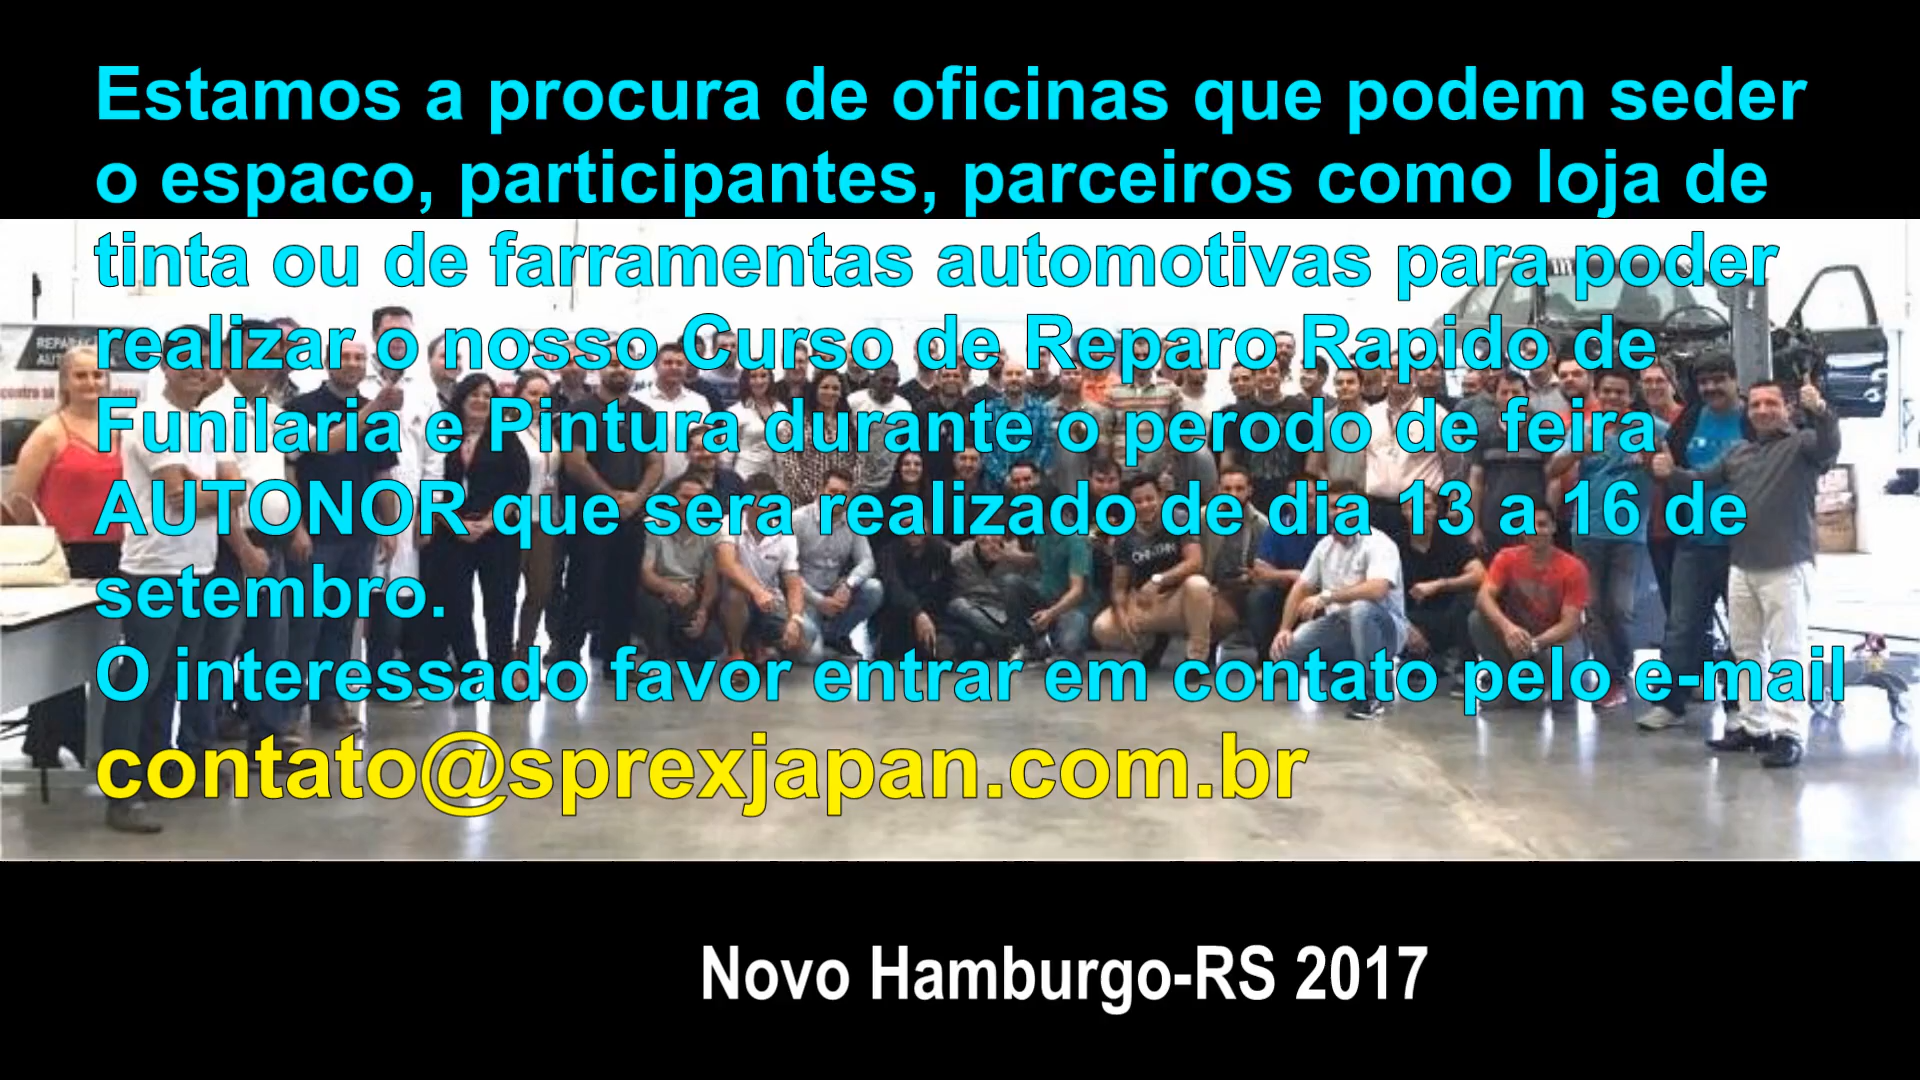 Estamos a procura de oficinas que podem seder
o espaco, participantes, parceiros como loja de
tinta ou de farramentas automotivas para poder
realizar o nosso Curso de Reparo Rapido de
Funilaria e Pintura durante o perodo de feira
AUTONOR que sera realizado de dia 13 a 16 de
setembro.
O interessado favor entrar em contato pelo e-mail
contato@sprexjapan.com.br
Novo Hamburgo-RS 2017